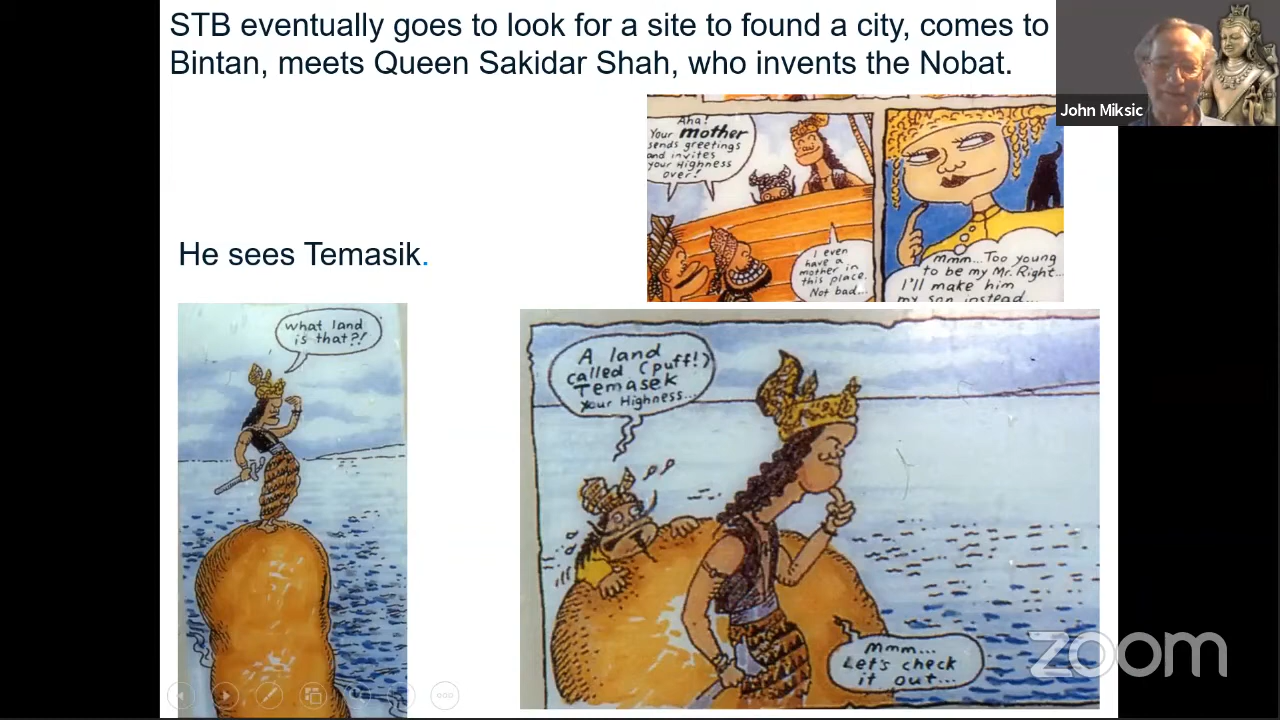 STB eventually goes to look for a site to found a city, comes to
Bintan, meets Queen Sakidar Shah, who invents the Nobat.
John Miksic
Aha!
Your mother
sends greetings
and invites
your Highness
over!
I even
have a
mother in
this place.
Not bad...
mmm...Too young
to be my Mr. Right...
I'll make him
my son instead...
He sees Temasik.
what land
is that?!
A land
called (puff!)
Temasek
your Highness...
Mmm...
Let's check
it out...
zoom